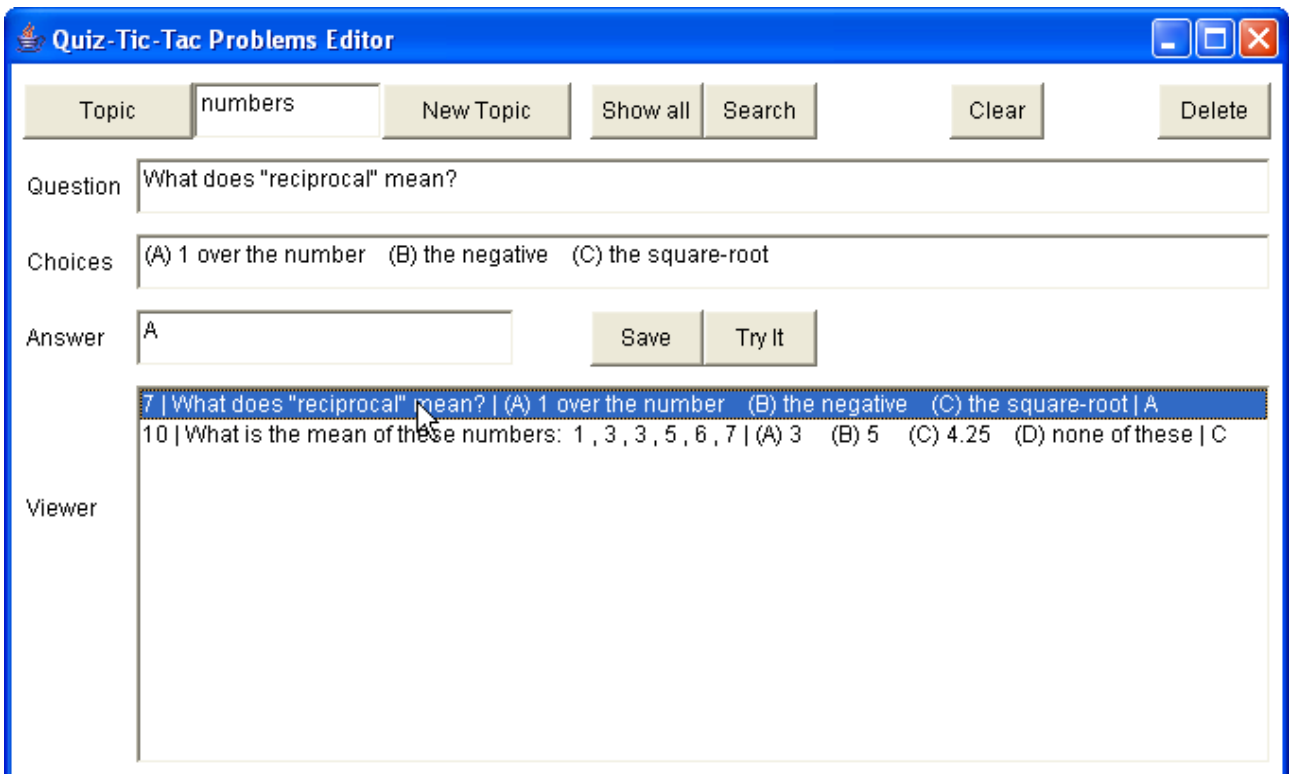 Quiz-Tic-Tac Problems Editor
Topic numbers New Topic Show all Search Clear Delete
Question What does "reciprocal" mean?
Choices (A) 1 over the number (B) the negative (C) the square-root
Answer A Save Try It
7 | What does "reciprocal" mean? | (A) 1 over the number (B) the negative (C) the square-root | A
10 | What is the mean of these numbers: 1 , 3 , 3 , 5 , 6 , 7 | (A) 3 (B) 5 (C) 4.25 (D) none of these | C
Viewer